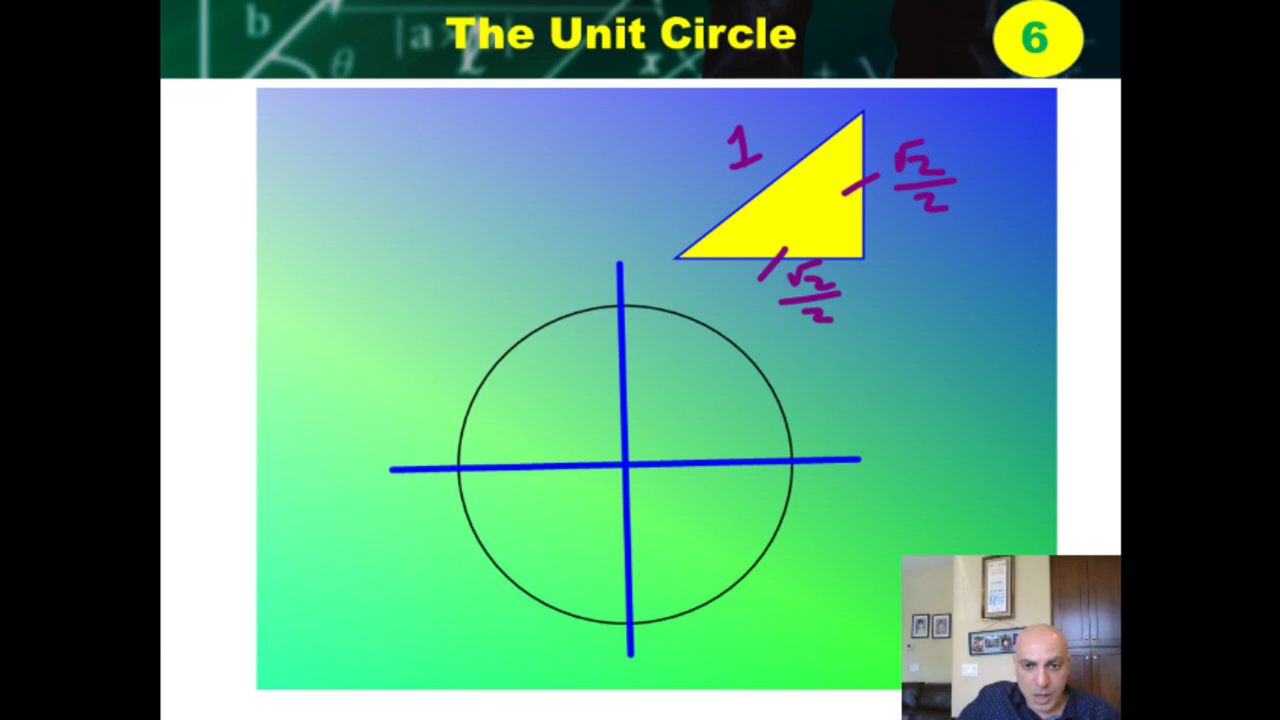 b
θ
|a
x
The Unit Circle
6
1
√2/2
√2/2